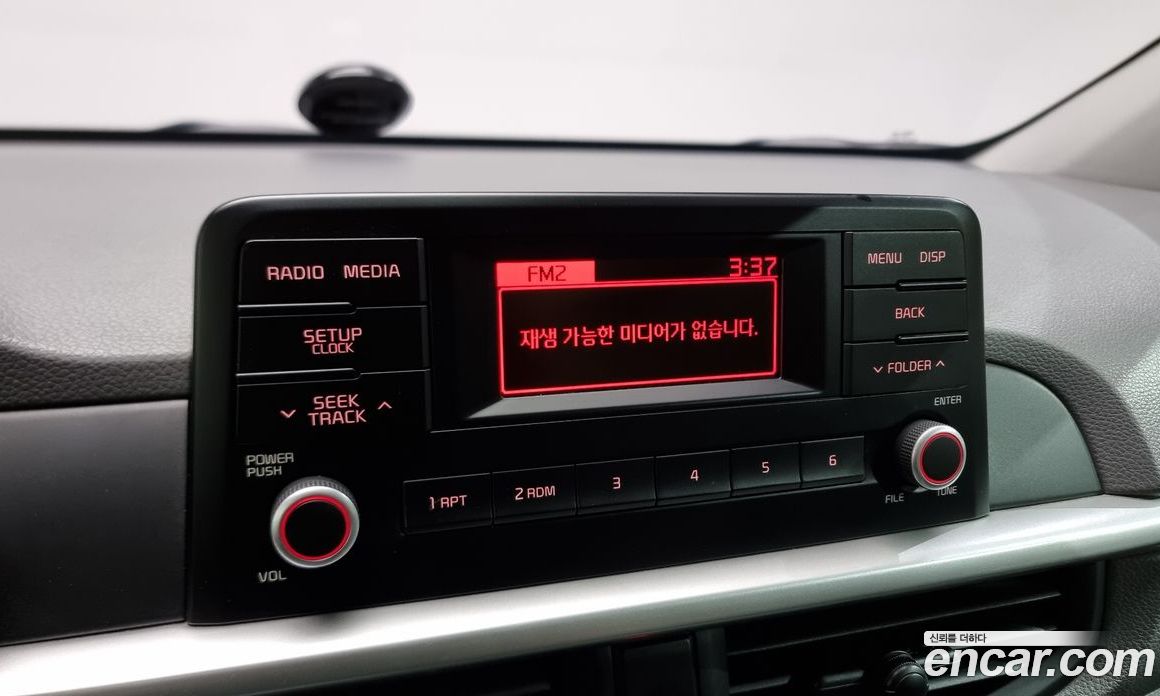 RADIO MEDIA
SETUP
CLOCK
SEEK
TRACK
POWER
PUSH
VOL
FM2 3:37
재생 가능한 미디어가 없습니다.
1 RPT 2 RDM 3 4 5 6
MENU DISP
BACK
FOLDER
ENTER
FILE TUNE
신뢰를 더하다
encar.com